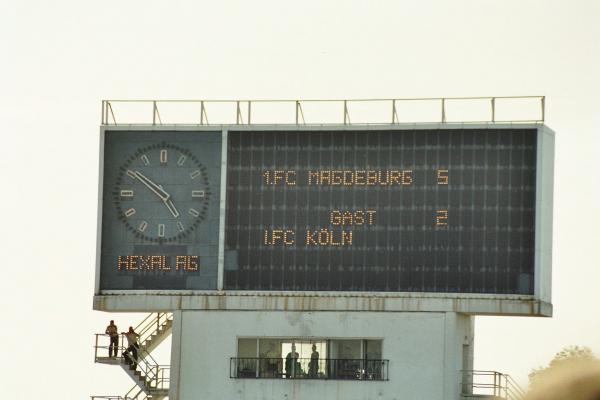 1.FC MAGDEBURG 5
GAST 2
1.FC KÖLN
HEXAL AG